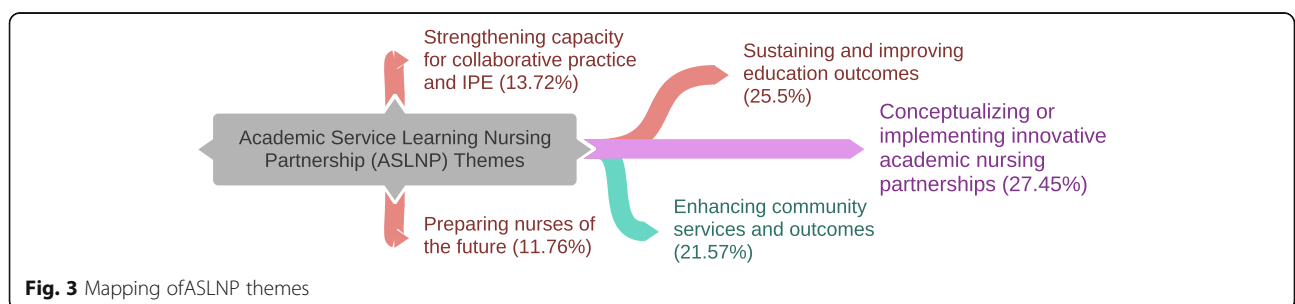 Strengthening capacity
for collaborative practice
and IPE (13.72%)
Sustaining and improving
education outcomes
(25.5%)
Conceptualizing or
implementing innovative
academic nursing
partnerships (27.45%)
Academic Service Learning Nursing
Partnership (ASLNP) Themes
Enhancing community
services and outcomes
(21.57%)
Preparing nurses of
the future (11.76%)
Fig. 3 Mapping ofASLNP themes